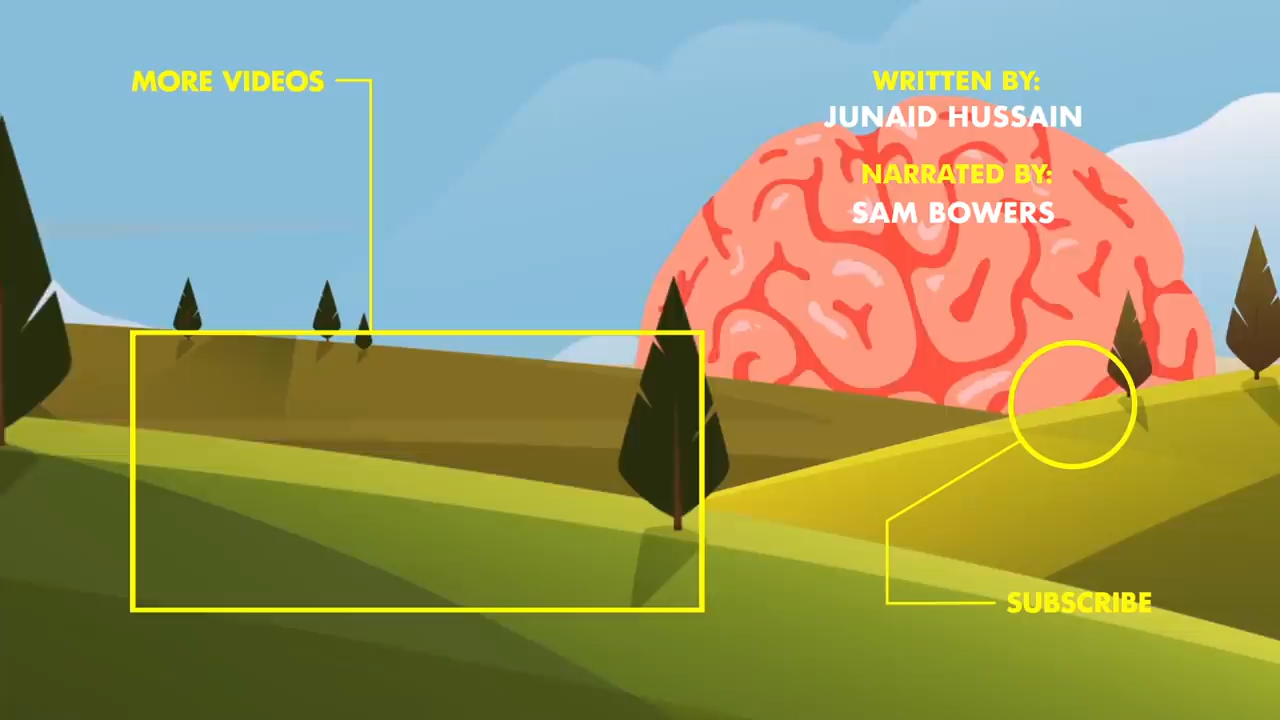 MORE VIDEOS
WRITTEN BY:
JUNAID HUSSAIN
NARRATED BY:
SAM BOWERS
SUBSCRIBE